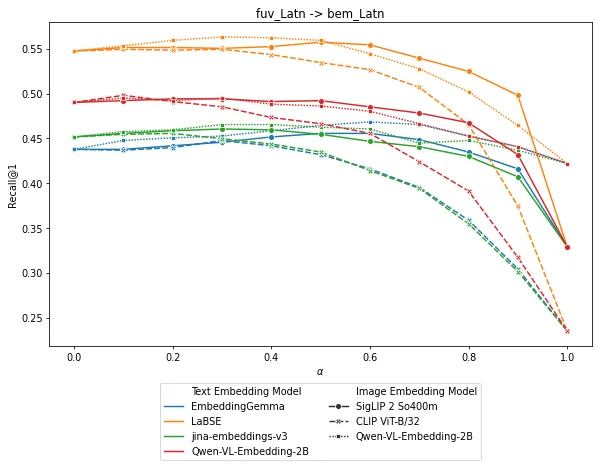 fuv_Latn -> bem_Latn
Recall@1
0.55
0.50
0.45
0.40
0.35
0.30
0.25
0.0 0.2 0.4 0.6 0.8 1.0
α
Text Embedding Model Image Embedding Model
EmbeddingGemma SigLIP 2 So400m
LaBSE CLIP ViT-B/32
jina-embeddings-v3 Qwen-VL-Embedding-2B
Qwen-VL-Embedding-2B